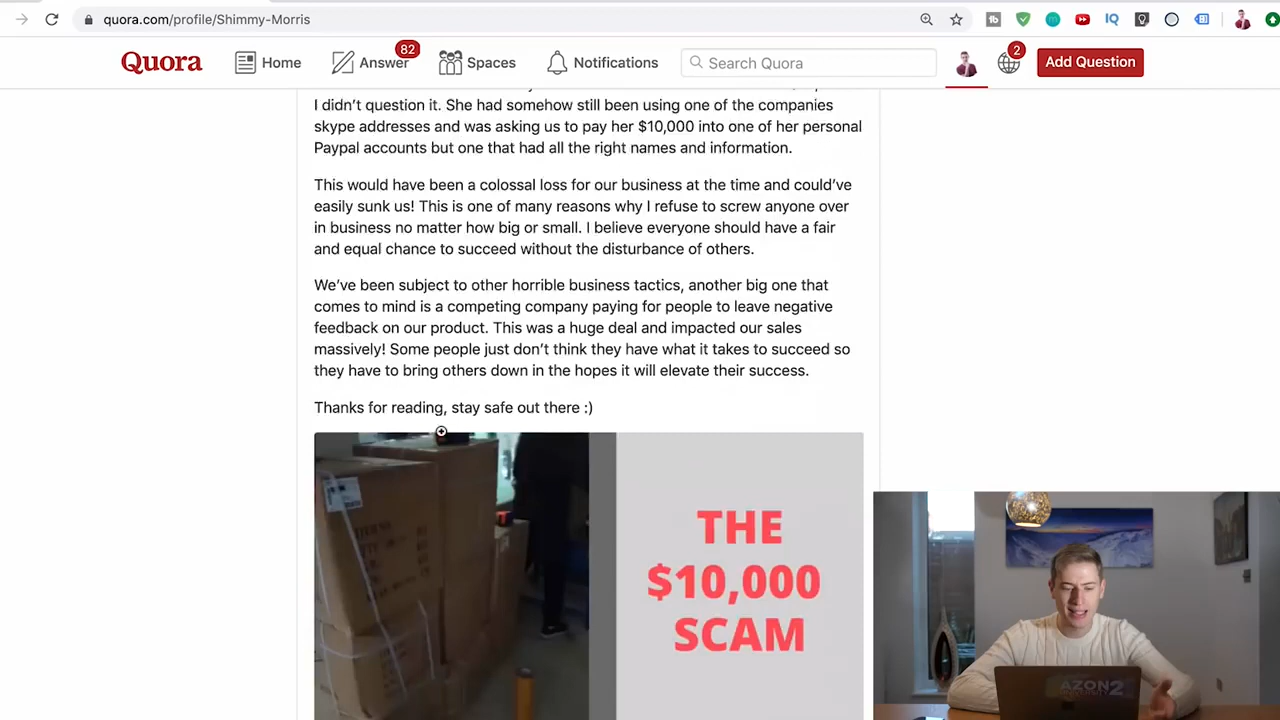 quora.com/profile/Shimmy-Morris
Quora
Home
Answer
82
Spaces
Notifications
Search Quora
2
Add Question
I didn't question it. She had somehow still been using one of the companies
skype addresses and was asking us to pay her $10,000 into one of her personal
Paypal accounts but one that had all the right names and information.
This would have been a colossal loss for our business at the time and could've
easily sunk us! This is one of many reasons why I refuse to screw anyone over
in business no matter how big or small. I believe everyone should have a fair
and equal chance to succeed without the disturbance of others.
We've been subject to other horrible business tactics, another big one that
comes to mind is a competing company paying for people to leave negative
feedback on our product. This was a huge deal and impacted our sales
massively! Some people just don't think they have what it takes to succeed so
they have to bring others down in the hopes it will elevate their success.
Thanks for reading, stay safe out there :)
THE
$10,000
SCAM
AZON2